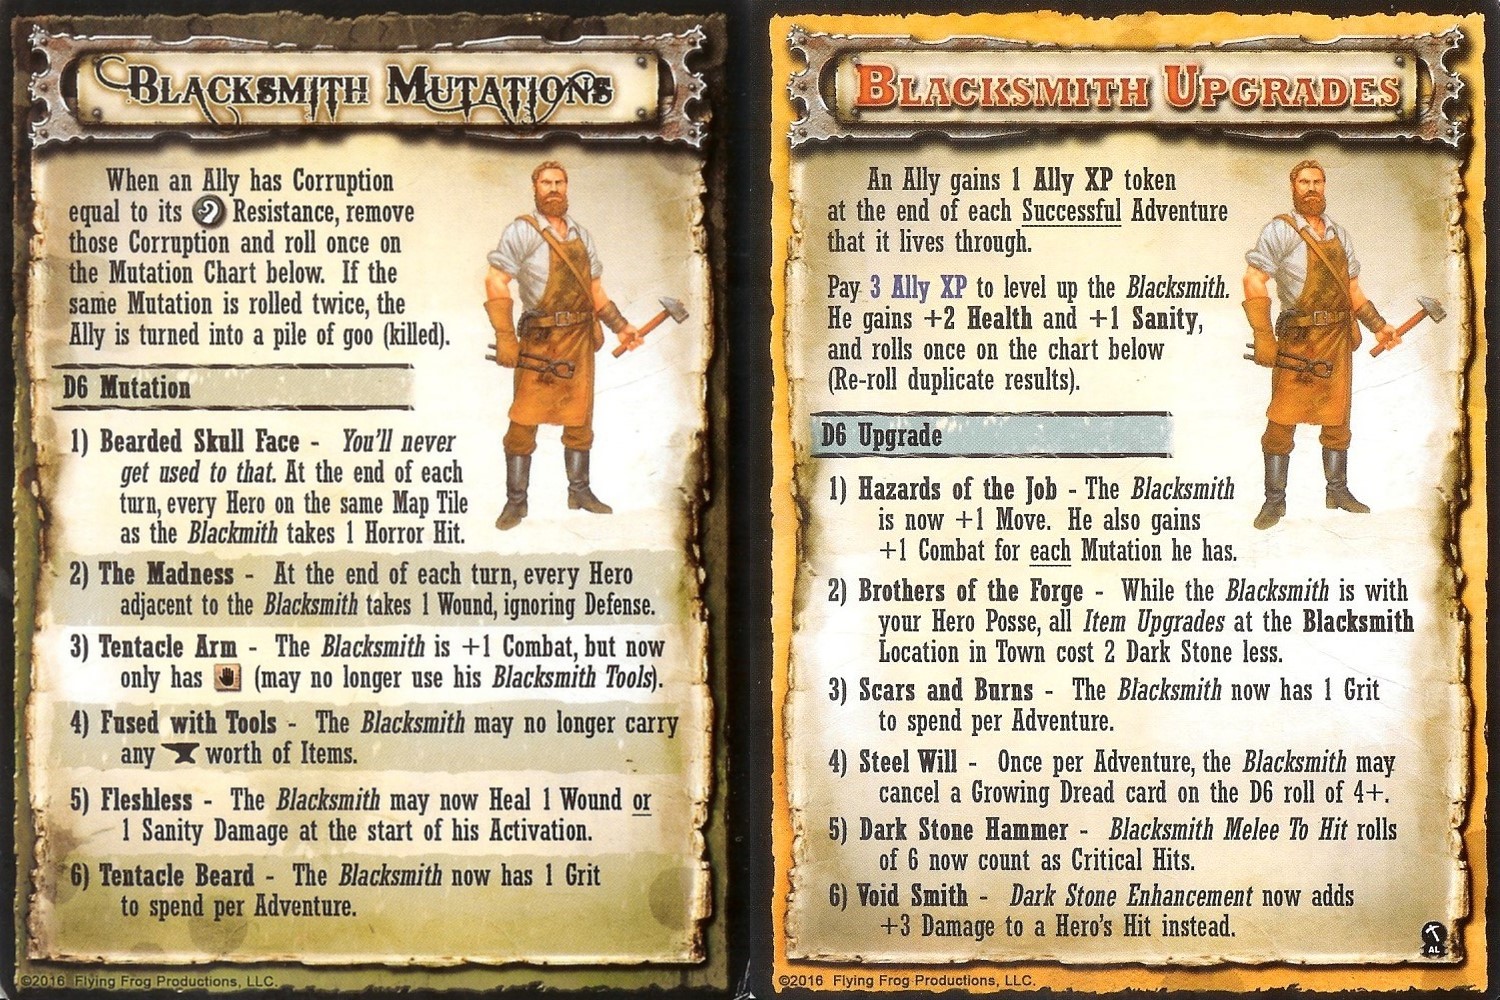 Blacksmith Mutations
When an Ally has Corruption
equal to its Resistance, remove
those Corruption and roll once on
the Mutation Chart below. If the
same Mutation is rolled twice, the
Ally is turned into a pile of goo (killed).
D6 Mutation
1) Bearded Skull Face - You'll never
get used to that. At the end of each
turn, every Hero on the same Map Tile
as the Blackmith takes 1 Horror Hit.
2) The Madness - At the end of each turn, every Hero
adjacent to the Blacksmith takes 1 Wound, ignoring Defense.
3) Tentacle Arm - The Blacksmith is +1 Combat, but now
only has (may no longer use his Blacksmith Tools).
4) Fused with Tools - The Blacksmith may no longer carry
any worth of Items.
5) Fleshless - The Blacksmith may now Heal 1 Wound or
1 Sanity Damage at the start of his Activation.
6) Tentacle Beard - The Blacksmith now has 1 Grit
to spend per Adventure.
©2016 Flying Frog Productions, LLC.
Blacksmith Upgrades
An Ally gains 1 Ally XP token
at the end of each Successful Adventure
that it lives through.
Pay 3 Ally XP to level up the Blacksmith.
He gains +2 Health and +1 Sanity,
and rolls once on the chart below
(Re-roll duplicate results).
D6 Upgrade
1) Hazards of the Job - The Blacksmith
is now +1 Move. He also gains
+1 Combat for each Mutation he has.
2) Brothers of the Forge - While the Blacksmith is with
your Hero Posse, all Item Upgrades at the Blacksmith
Location in Town cost 2 Dark Stone less.
3) Scars and Burns - The Blacksmith now has 1 Grit
to spend per Adventure.
4) Steel Will - Once per Adventure, the Blacksmith may
cancel a Growing Dread card on the D6 roll of 4+.
5) Dark Stone Hammer - Blacksmith Melee To Hit rolls
of 6 now count as Critical Hits.
6) Void Smith - Dark Stone Enhancement now adds
+3 Damage to a Hero's Hit instead.
AL
©2016 Flying Frog Productions, LLC.